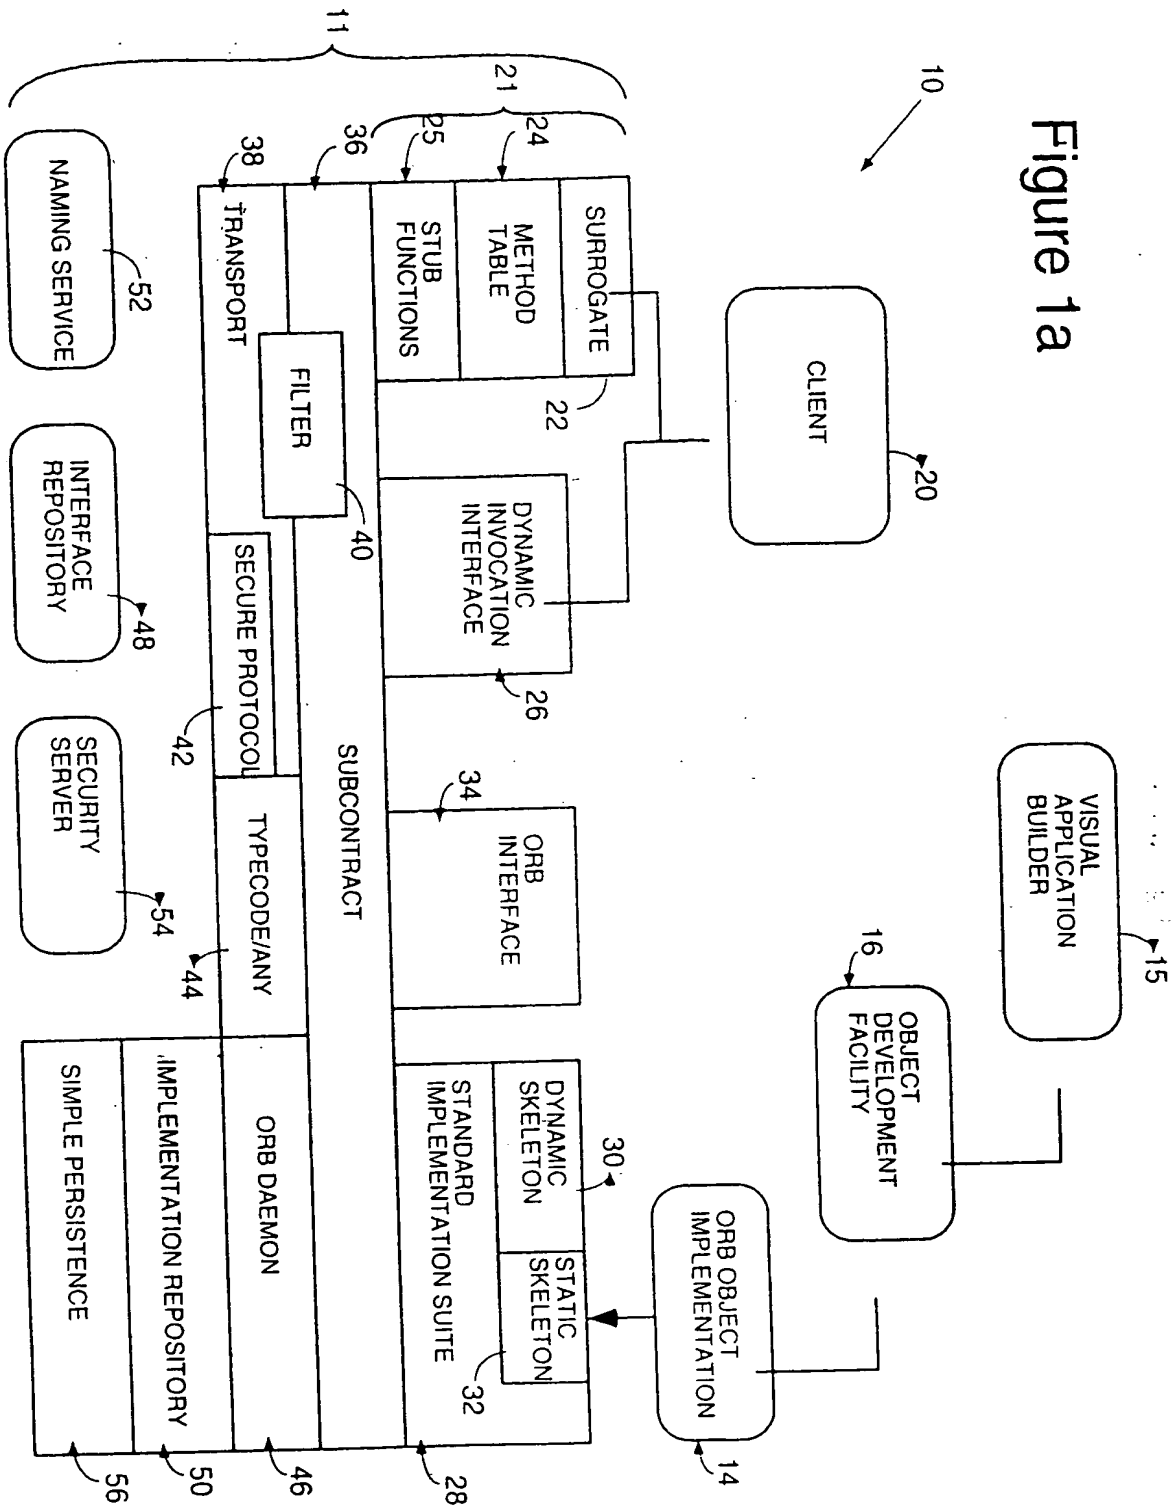 Figure 1a
10
CLIENT
20
VISUAL
APPLICATION
BUILDER
15
OBJECT
DEVELOPMENT
FACILITY
16
ORB OBJECT
IMPLEMENTATION
14
11
21
SURROGATE
22
METHOD
TABLE
24
STUB
FUNCTIONS
25
DYNAMIC
INVOCATION
INTERFACE
26
ORB
INTERFACE
34
DYNAMIC
SKELETON
30
STATIC
SKELETON
32
STANDARD
IMPLEMENTATION SUITE
28
36
SUBCONTRACT
FILTER
40
38
TRANSPORT
SECURE PROTOCOL
42
TYPECODE/ANY
44
ORB DAEMON
46
IMPLEMENTATION REPOSITORY
50
SIMPLE PERSISTENCE
56
NAMING SERVICE
52
INTERFACE
REPOSITORY
48
SECURITY
SERVER
54